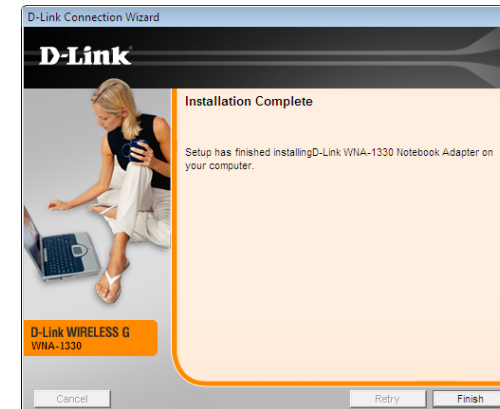 D-Link Connection Wizard
D-Link
Installation Complete
Setup has finished installingD-Link WNA-1330 Notebook Adapter on
your computer.
D-Link WIRELESS G
WNA-1330
Cancel
Retry
Finish